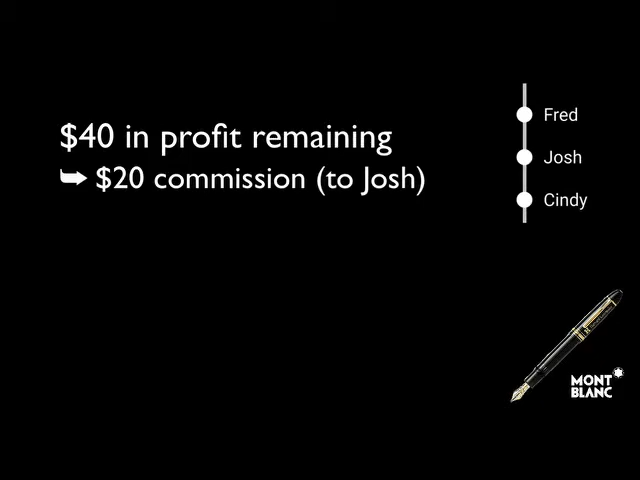 $40 in profit remaining
➥ $20 commission (to Josh)
Fred
Josh
Cindy
MONT
BLANC